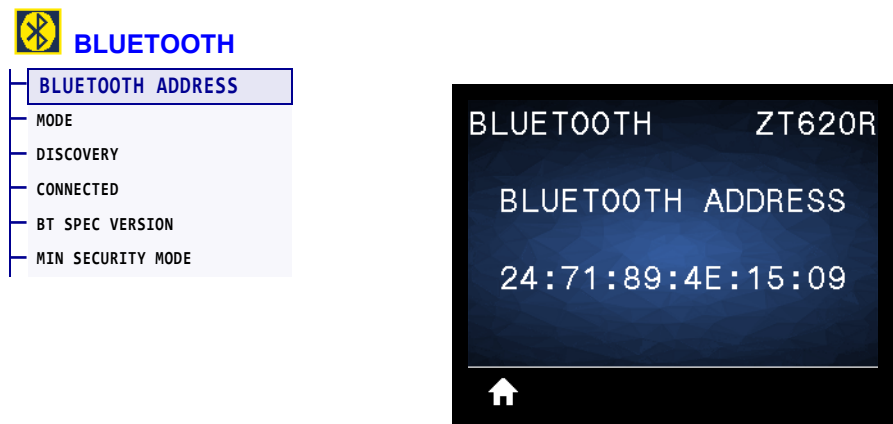 BLUETOOTH
BLUETOOTH ADDRESS
MODE
DISCOVERY
CONNECTED
BT SPEC VERSION
MIN SECURITY MODE
BLUETOOTH ZT620R
BLUETOOTH ADDRESS
24:71:89:4E:15:09